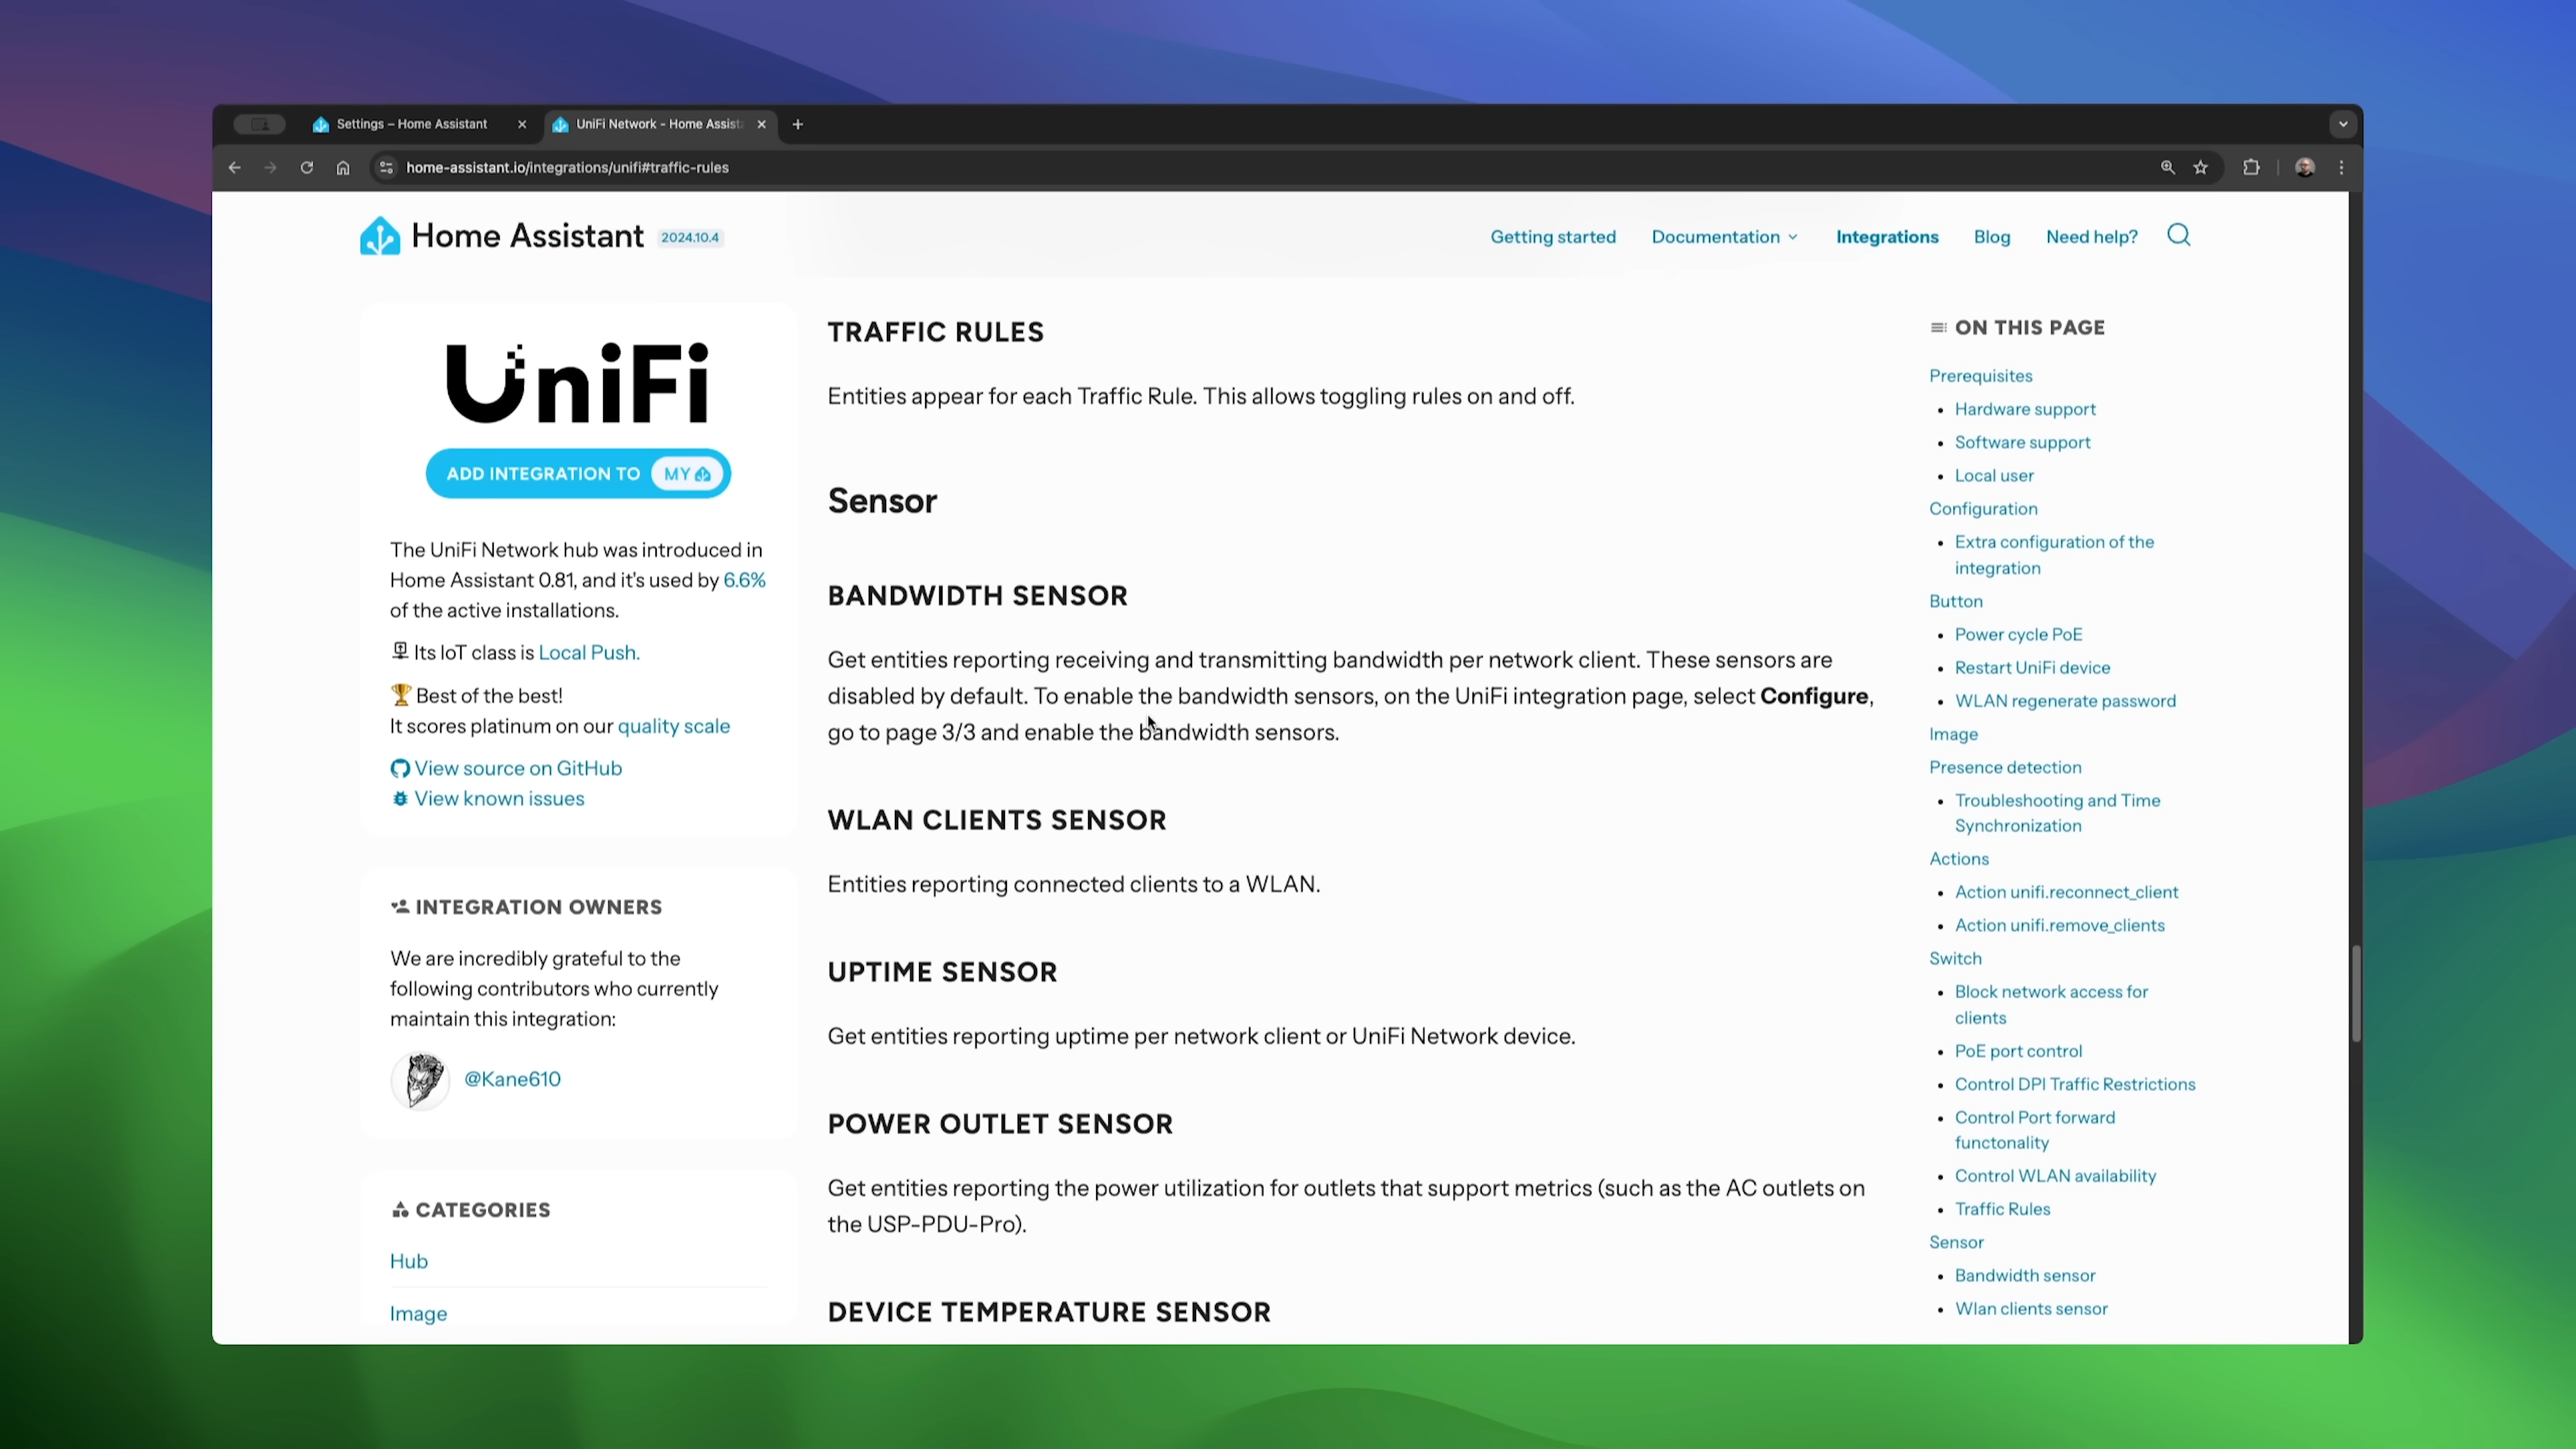 Settings – Home Assistant
UniFi Network - Home Assist
home-assistant.io/integrations/unifi#traffic-rules
Home Assistant 2024.10.4
Getting started Documentation Integrations Blog Need help?
UniFi
ADD INTEGRATION TO MY
The UniFi Network hub was introduced in
Home Assistant 0.81, and it's used by 6.6%
of the active installations.
Its IoT class is Local Push.
Best of the best!
It scores platinum on our quality scale
View source on GitHub
View known issues
INTEGRATION OWNERS
We are incredibly grateful to the
following contributors who currently
maintain this integration:
@Kane610
CATEGORIES
Hub
Image
TRAFFIC RULES
Entities appear for each Traffic Rule. This allows toggling rules on and off.
Sensor
BANDWIDTH SENSOR
Get entities reporting receiving and transmitting bandwidth per network client. These sensors are
disabled by default. To enable the bandwidth sensors, on the UniFi integration page, select Configure,
go to page 3/3 and enable the bandwidth sensors.
WLAN CLIENTS SENSOR
Entities reporting connected clients to a WLAN.
UPTIME SENSOR
Get entities reporting uptime per network client or UniFi Network device.
POWER OUTLET SENSOR
Get entities reporting the power utilization for outlets that support metrics (such as the AC outlets on
the USP-PDU-Pro).
DEVICE TEMPERATURE SENSOR
ON THIS PAGE
Prerequisites
Hardware support
Software support
Local user
Configuration
Extra configuration of the
integration
Button
Power cycle PoE
Restart UniFi device
WLAN regenerate password
Image
Presence detection
Troubleshooting and Time
Synchronization
Actions
Action unifi.reconnect_client
Action unifi.remove_clients
Switch
Block network access for
clients
PoE port control
Control DPI Traffic Restrictions
Control Port forward
functonality
Control WLAN availability
Traffic Rules
Sensor
Bandwidth sensor
Wlan clients sensor